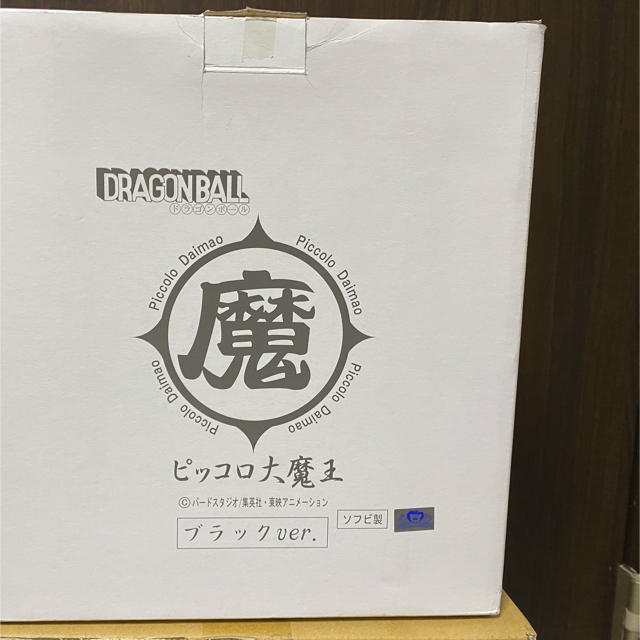 DRAGONBALL
ドラゴンボール
Piccolo Daimao
Piccolo Daimao
魔
Piccolo Daimao
Piccolo Daimao
ピッコロ大魔王
©バードスタジオ/集英社・東映アニメーション
ブラックver.
ソフビ製